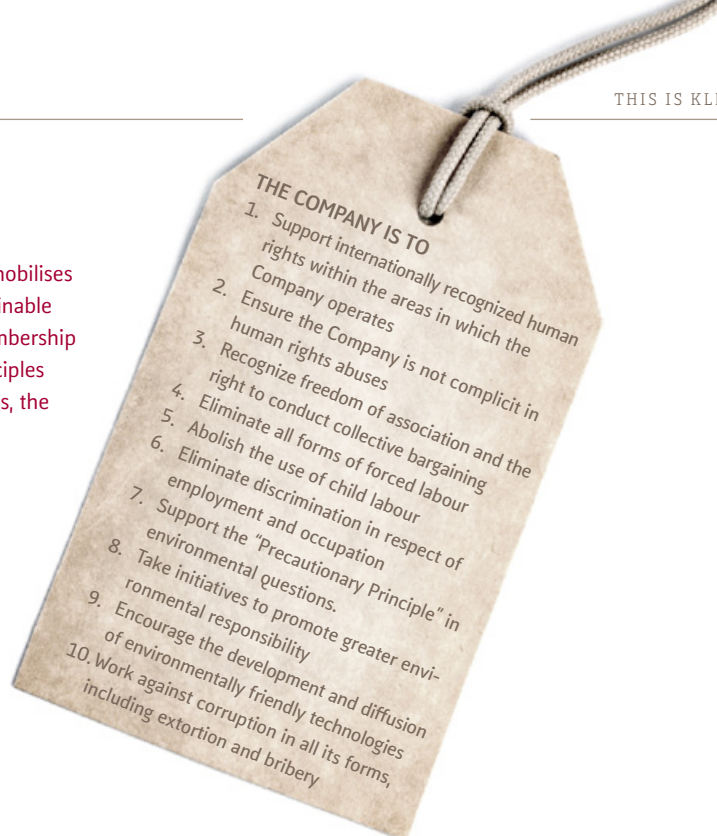 THIS IS KLE
mobilises
inable
mbership
ciples
s, the
THE COMPANY IS TO
1. Support internationally recognized human
rights within the areas in which the
Company operates
2. Ensure the Company is not complicit in
human rights abuses
3. Recognize freedom of association and the
right to conduct collective bargaining
4. Eliminate all forms of forced labour
5. Abolish the use of child labour
6. Eliminate discrimination in respect of
employment and occupation
7. Support the "Precautionary Principle" in
environmental questions.
8. Take initiatives to promote greater envi-
ronmental responsibility
9. Encourage the development and diffusion
of environmentally friendly technologies
10. Work against corruption in all its forms,
including extortion and bribery